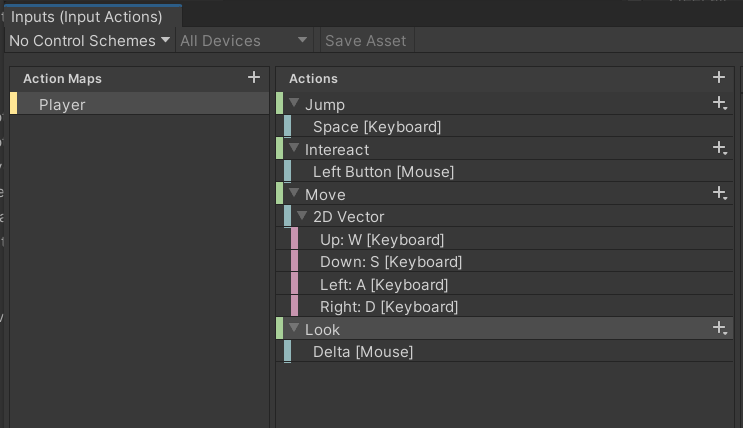 Inputs (Input Actions)
No Control Schemes All Devices Save Asset
Action Maps
Player
Actions
Jump
Space [Keyboard]
Intereact
Left Button [Mouse]
Move
2D Vector
Up: W [Keyboard]
Down: S [Keyboard]
Left: A [Keyboard]
Right: D [Keyboard]
Look
Delta [Mouse]